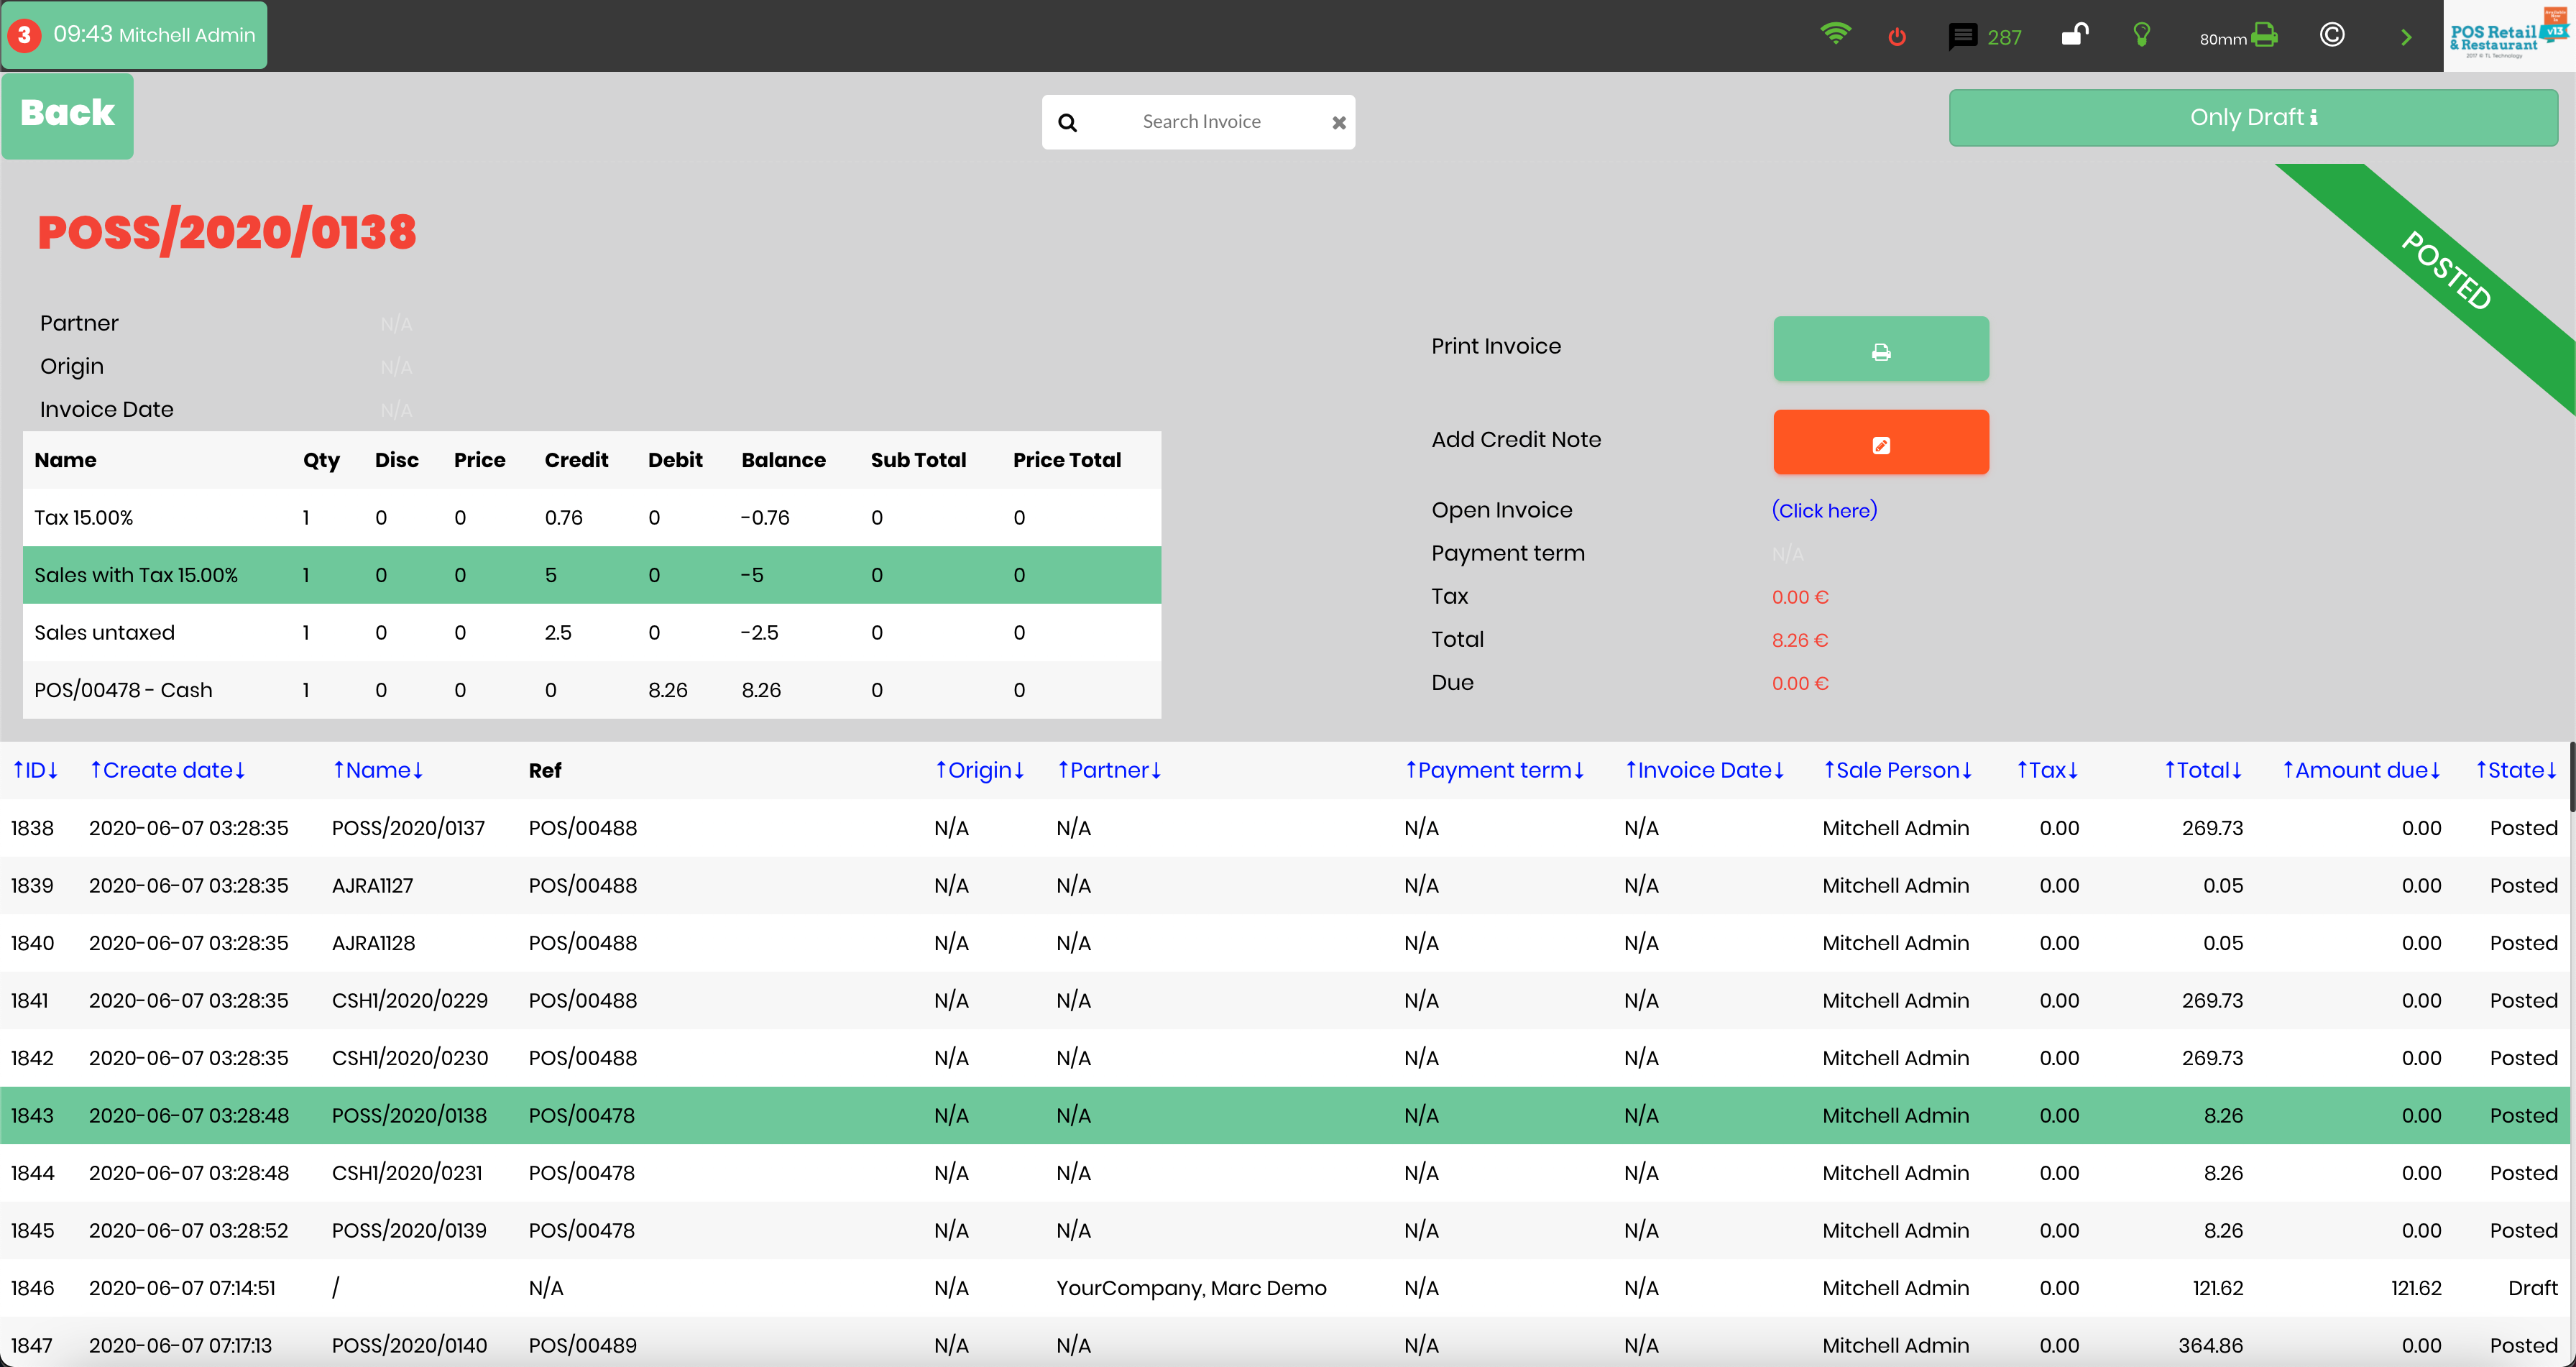 3 09:43 Mitchell Admin 287 80mm POS Retail & Restaurant v13
2017 © TL Technology
Back Search Invoice Only Draft
POSS/2020/0138 POSTED
Partner N/A
Origin N/A
Invoice Date N/A
Print Invoice
Add Credit Note
Open Invoice (Click here)
Payment term N/A
Tax 0.00 €
Total 8.26 €
Due 0.00 €
Name Qty Disc Price Credit Debit Balance Sub Total Price Total
Tax 15.00% 1 0 0 0.76 0 -0.76 0 0
Sales with Tax 15.00% 1 0 0 5 0 -5 0 0
Sales untaxed 1 0 0 2.5 0 -2.5 0 0
POS/00478 - Cash 1 0 0 0 8.26 8.26 0 0
↑ID↓ ↑Create date↓ ↑Name↓ Ref ↑Origin↓ ↑Partner↓ ↑Payment term↓ ↑Invoice Date↓ ↑Sale Person↓ ↑Tax↓ ↑Total↓ ↑Amount due↓ ↑State↓
1838 2020-06-07 03:28:35 POSS/2020/0137 POS/00488 N/A N/A N/A N/A Mitchell Admin 0.00 269.73 0.00 Posted
1839 2020-06-07 03:28:35 AJRA1127 POS/00488 N/A N/A N/A N/A Mitchell Admin 0.00 0.05 0.00 Posted
1840 2020-06-07 03:28:35 AJRA1128 POS/00488 N/A N/A N/A N/A Mitchell Admin 0.00 0.05 0.00 Posted
1841 2020-06-07 03:28:35 CSH1/2020/0229 POS/00488 N/A N/A N/A N/A Mitchell Admin 0.00 269.73 0.00 Posted
1842 2020-06-07 03:28:35 CSH1/2020/0230 POS/00488 N/A N/A N/A N/A Mitchell Admin 0.00 269.73 0.00 Posted
1843 2020-06-07 03:28:48 POSS/2020/0138 POS/00478 N/A N/A N/A N/A Mitchell Admin 0.00 8.26 0.00 Posted
1844 2020-06-07 03:28:48 CSH1/2020/0231 POS/00478 N/A N/A N/A N/A Mitchell Admin 0.00 8.26 0.00 Posted
1845 2020-06-07 03:28:52 POSS/2020/0139 POS/00478 N/A N/A N/A N/A Mitchell Admin 0.00 8.26 0.00 Posted
1846 2020-06-07 07:14:51 / N/A N/A YourCompany, Marc Demo N/A N/A Mitchell Admin 0.00 121.62 121.62 Draft
1847 2020-06-07 07:17:13 POSS/2020/0140 POS/00489 N/A N/A N/A N/A Mitchell Admin 0.00 364.86 0.00 Posted